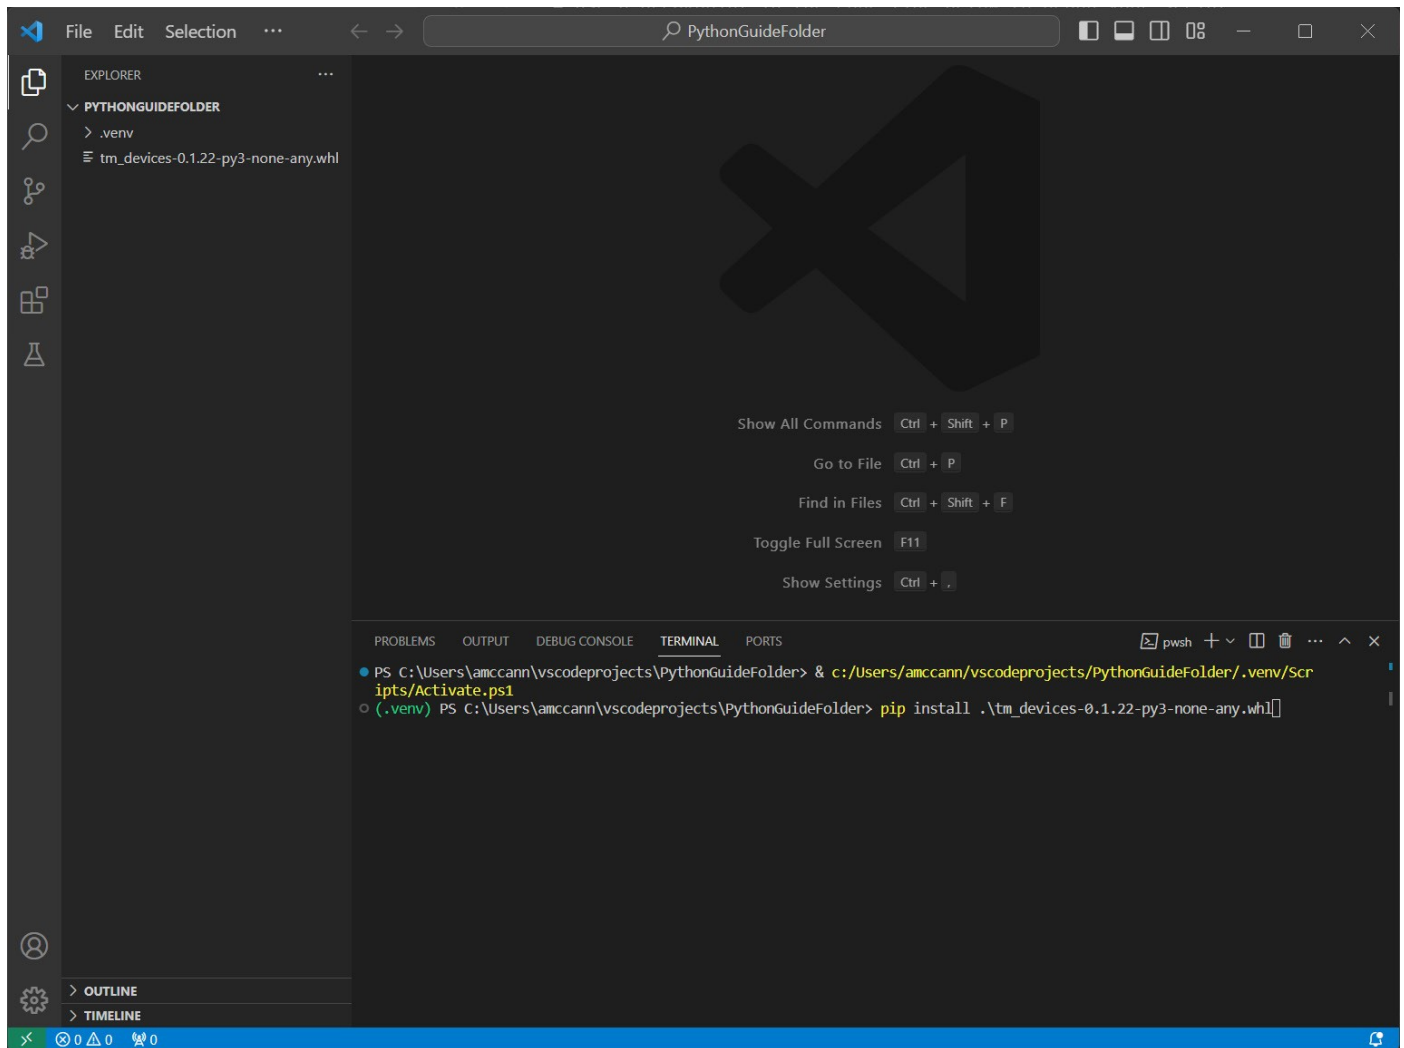 File Edit Selection ··· PythonGuideFolder
EXPLORER ···
PYTHONGUIDEFOLDER
.venv
tm_devices-0.1.22-py3-none-any.whl
Show All Commands Ctrl + Shift + P
Go to File Ctrl + P
Find in Files Ctrl + Shift + F
Toggle Full Screen F11
Show Settings Ctrl + ,
PROBLEMS OUTPUT DEBUG CONSOLE TERMINAL PORTS pwsh
PS C:\Users\amccann\vscodeprojects\PythonGuideFolder> & c:/Users/amccann/vscodeprojects/PythonGuideFolder/.venv/Scr
ipts/Activate.ps1
(.venv) PS C:\Users\amccann\vscodeprojects\PythonGuideFolder> pip install .\tm_devices-0.1.22-py3-none-any.whl
OUTLINE
TIMELINE
0 0 0